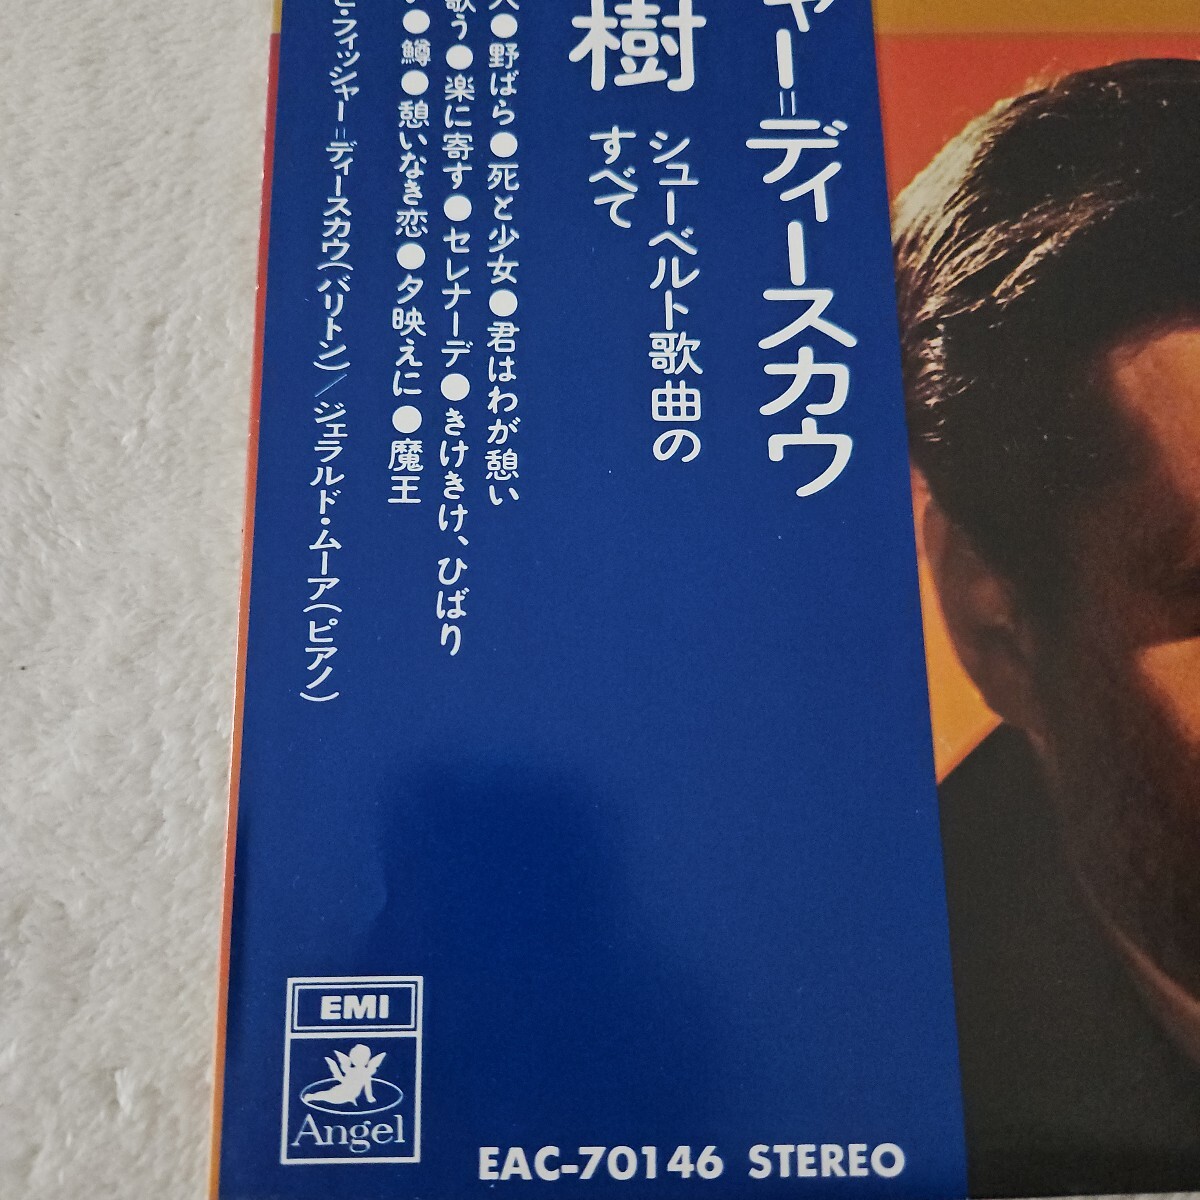 ャー=ディースカウ
樹
シューベルト歌曲の
すべて
●野ばら●死と少女●君はわが憩い
歌う●楽に寄す●セレナーデ●きけきけ、ひばり
●鱒●憩いなき恋●夕映えに●魔王
・フィッシャー=ディースカウ(バリトン)/ジェラルド・ムーア(ピアノ)
EMI
Angel
EAC-70146 STEREO